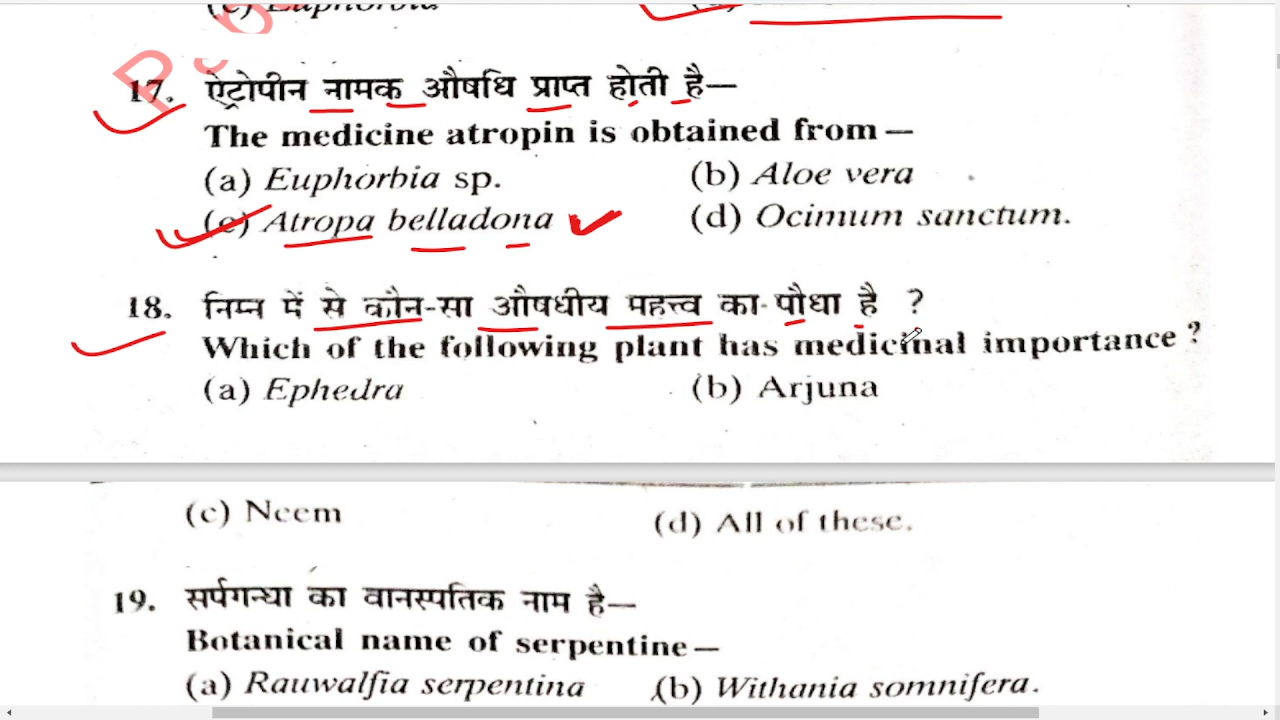 (c) Euphorbia
17. ऐट्रोपीन नामक औषधि प्राप्त होती है—
The medicine atropin is obtained from—
(a) Euphorbia sp.
(b) Aloe vera
(c) Atropa belladona
(d) Ocimum sanctum.
18. निम्न में से कौन-सा औषधीय महत्त्व का पौधा है ?
Which of the following plant has medicinal importance ?
(a) Ephedra
(b) Arjuna
(c) Neem
(d) All of these.
19. सर्पगन्धा का वानस्पतिक नाम है—
Botanical name of serpentine—
(a) Rauwalfia serpentina
(b) Withania somnifera.